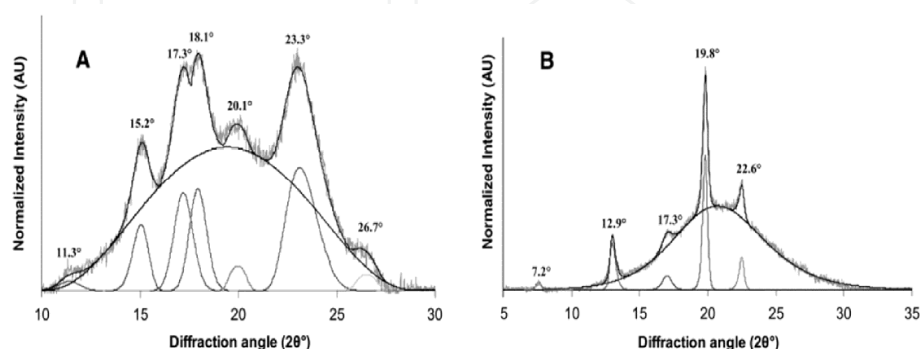 A
11.3°
15.2°
17.3°
18.1°
20.1°
23.3°
26.7°
Normalized Intensity (AU)
10 15 20 25 30
Diffraction angle (2θ°)
B
7.2°
12.9°
17.3°
19.8°
22.6°
Normalized Intensity (AU)
5 10 15 20 25 30 35
Diffraction angle (2θ°)